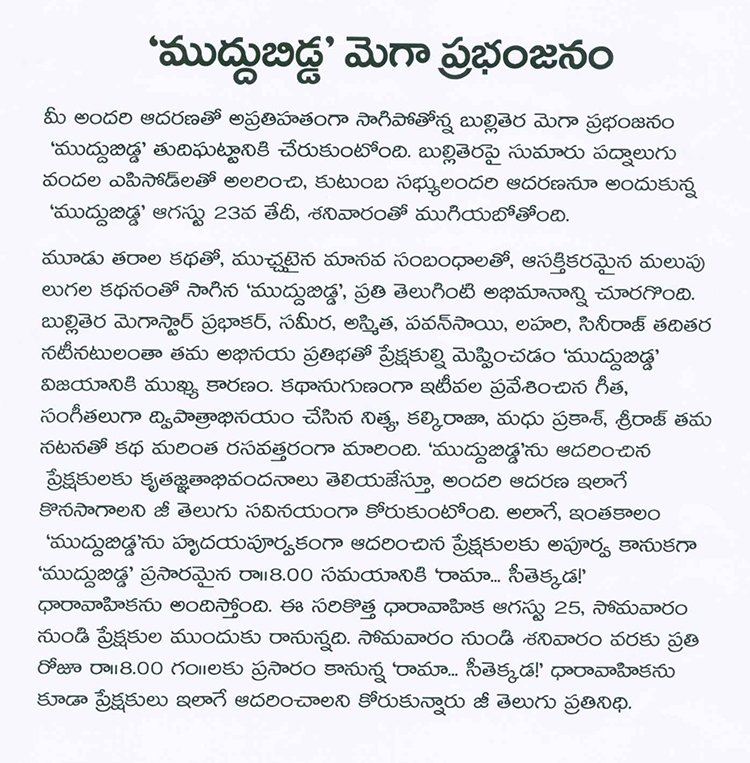 ‘ముద్దుబిడ్డ’ మెగా ప్రభంజనం
మీ అందరి ఆదరణతో అప్రతిహతంగా సాగిపోతోన్న బుల్లితెర మెగా ప్రభంజనం
‘ముద్దుబిడ్డ’ తుదిఘట్టానికి చేరుకుంటోంది. బుల్లితెరపై సుమారు పద్నాలుగు
వందల ఎపిసోడ్‌లతో అలరించి, కుటుంబ సభ్యులందరి ఆదరణనూ అందుకున్న
‘ముద్దుబిడ్డ’ ఆగస్టు 23వ తేదీ, శనివారంతో ముగియబోతోంది.
మూడు తరాల కథతో, ముచ్చటైన మానవ సంబంధాలతో, ఆసక్తికరమైన మలుపు
లుగల కథనంతో సాగిన ‘ముద్దుబిడ్డ’, ప్రతి తెలుగింటి అభిమానాన్ని చూరగొంది.
బుల్లితెర మెగాస్టార్ ప్రభాకర్, సమీర, అస్మిత, పవన్‌సాయి, లహరి, సినీరాజ్ తదితర
నటీనటులంతా తమ అభినయ ప్రతిభతో ప్రేక్షకుల్ని మెప్పించడం ‘ముద్దుబిడ్డ’
విజయానికి ముఖ్య కారణం. కథానుగుణంగా ఇటీవల ప్రవేశించిన గీత,
సంగీతలుగా ద్విపాత్రాభినయం చేసిన నిత్య, కల్కిరాజా, మధు ప్రకాశ్, శ్రీరాజ్ తమ
నటనతో కథ మరింత రసవత్తరంగా మారింది. ‘ముద్దుబిడ్డ’ను ఆదరించిన
ప్రేక్షకులకు కృతజ్ఞతాభివందనాలు తెలియజేస్తూ, అందరి ఆదరణ ఇలాగే
కొనసాగాలని జీ తెలుగు సవినయంగా కోరుకుంటోంది. అలాగే, ఇంతకాలం
‘ముద్దుబిడ్డ’ను హృదయపూర్వకంగా ఆదరించిన ప్రేక్షకులకు అపూర్వ కానుకగా
‘ముద్దుబిడ్డ’ ప్రసారమైన రా॥8.00 సమయానికి ‘రామా... సీతెక్కడ!’
ధారావాహికను అందిస్తోంది. ఈ సరికొత్త ధారావాహిక ఆగస్టు 25, సోమవారం
నుండి ప్రేక్షకుల ముందుకు రానున్నది. సోమవారం నుండి శనివారం వరకు ప్రతి
రోజూ రా॥8.00 గం॥లకు ప్రసారం కానున్న ‘రామా... సీతెక్కడ!’ ధారావాహికను
కూడా ప్రేక్షకులు ఇలాగే ఆదరించాలని కోరుకున్నారు జీ తెలుగు ప్రతినిధి.